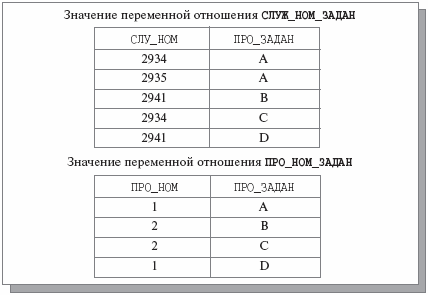 Значение переменной отношения СЛУЖ_НОМ_ЗАДАН
СЛУ_НОМ ПРО_ЗАДАН
2934 A
2935 A
2941 B
2934 C
2941 D
Значение переменной отношения ПРО_НОМ_ЗАДАН
ПРО_НОМ ПРО_ЗАДАН
1 A
2 B
2 C
1 D